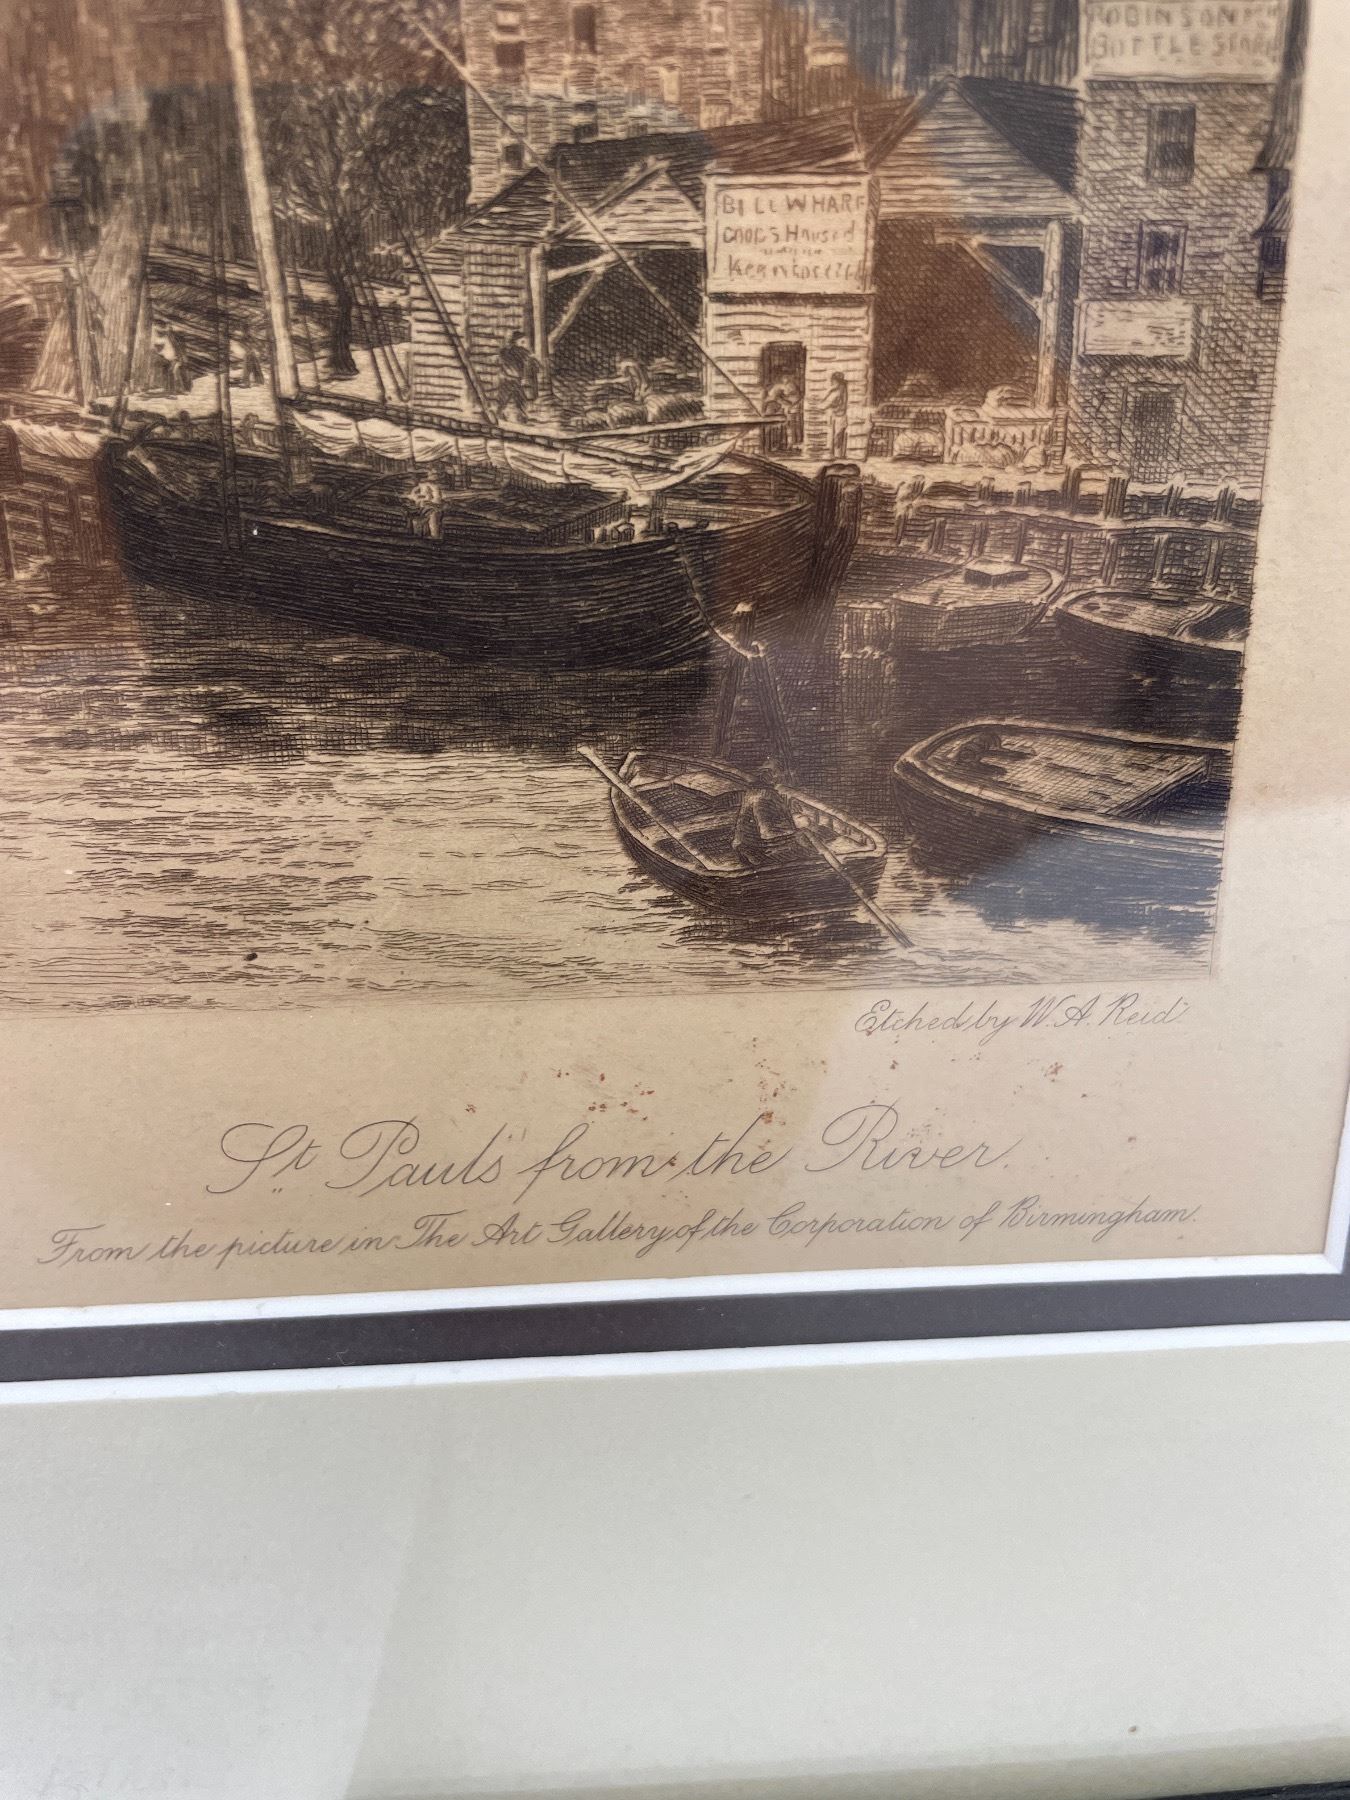 ROBINSON
BOTTLE STORE
BILL WHARF
GOODS Housed
Etched by W. A. Reid
St Pauls from the River.
From the picture in The Art Gallery of the Corporation of Birmingham.